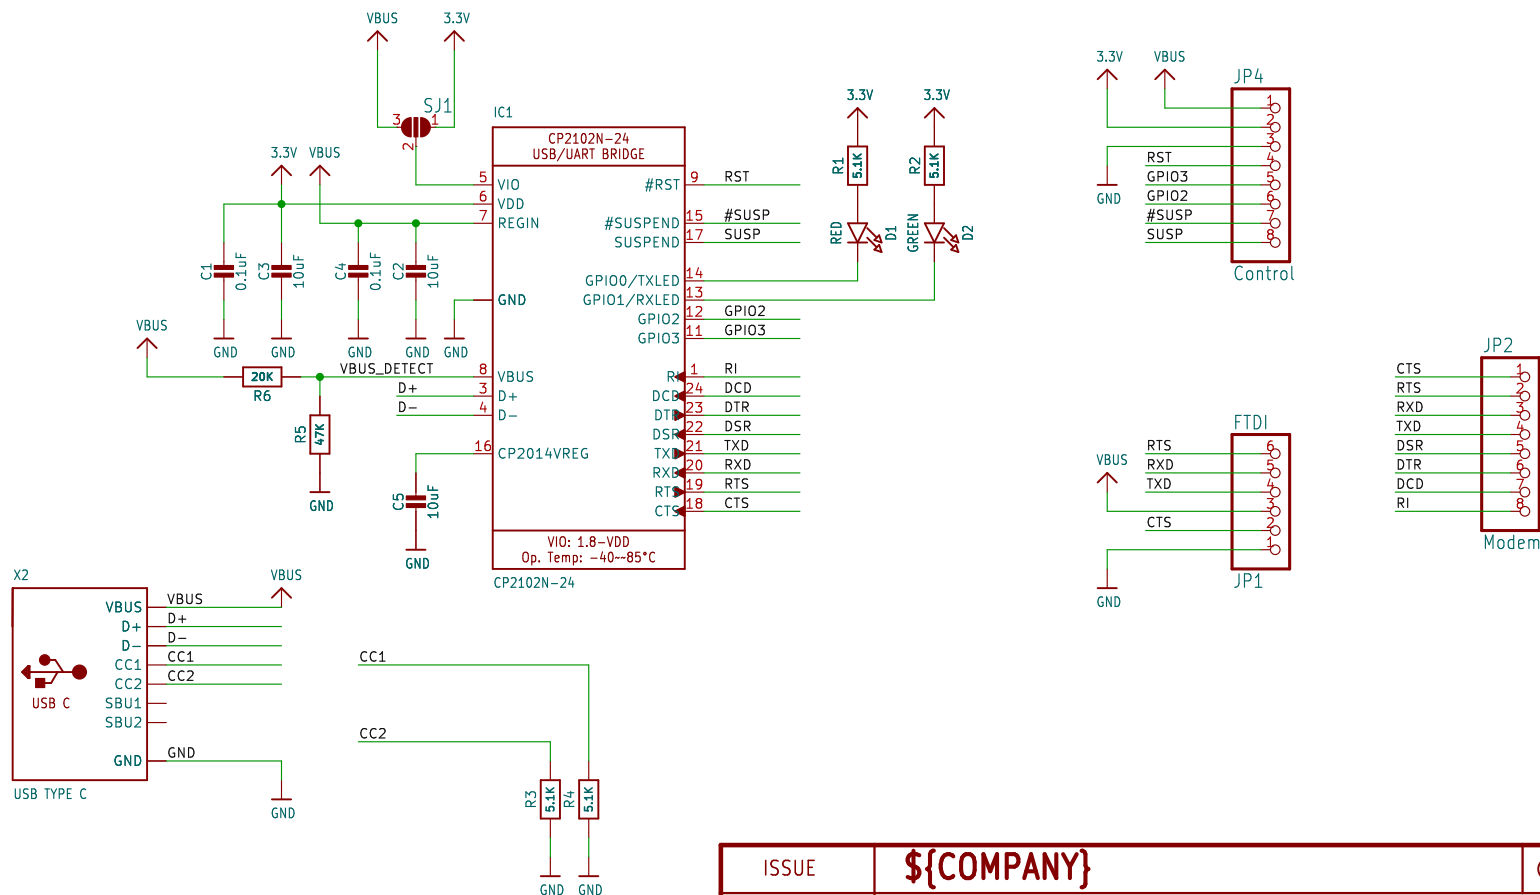 VBUS
3.3V
SJ1
3
1
2
3.3V
VBUS
C1
0.1uF
C3
10uF
C4
0.1uF
C2
10uF
GND
GND
GND
GND
GND
VBUS
20K
R6
VBUS_DETECT
D+
D-
R5
47K
GND
C5
10uF
GND
IC1
CP2102N-24
USB/UART BRIDGE
5 VIO
6 VDD
7 REGIN
GND
8 VBUS
3 D+
4 D-
16 CP2014VREG
#RST 9 RST
#SUSPEND 15 #SUSP
SUSPEND 17 SUSP
GPIO0/TXLED 14
GPIO1/RXLED 13
GPIO2 12 GPIO2
GPIO3 11 GPIO3
RI 1 RI
DCD 24 DCD
DTR 23 DTR
DSR 22 DSR
TXD 21 TXD
RXD 20 RXD
RTS 19 RTS
CTS 18 CTS
VIO: 1.8-VDD
Op. Temp: -40~~85°C
CP2102N-24
3.3V
3.3V
R1
5.1K
R2
5.1K
RED
D1
GREEN
D2
3.3V
VBUS
JP4
1
2
3
RST 4
GPIO3 5
GPIO2 6
#SUSP 7
SUSP 8
GND
Control
FTDI
VBUS
RTS 6
RXD 5
TXD 4
3
CTS 2
1
GND
JP1
JP2
CTS 1
RTS 2
RXD 3
TXD 4
DSR 5
DTR 6
DCD 7
RI 8
Modem
X2
VBUS
VBUS VBUS
D+ D+
D- D-
CC1 CC1
CC2 CC2
SBU1
SBU2
GND GND
USB C
USB TYPE C
GND
CC1
CC2
R3
5.1K
R4
5.1K
GND
GND
ISSUE
${COMPANY}